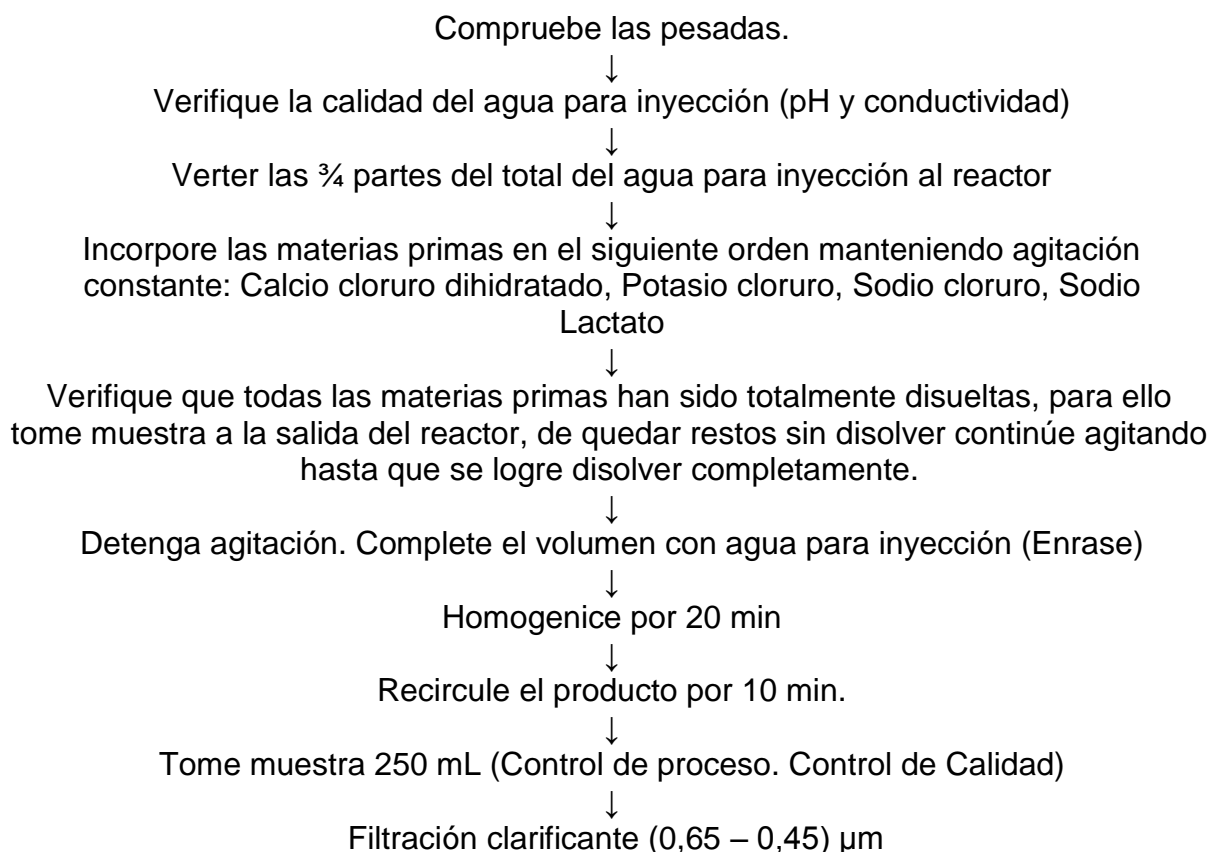 Compruebe las pesadas.
↓
Verifique la calidad del agua para inyección (pH y conductividad)
↓
Verter las ¾ partes del total del agua para inyección al reactor
↓
Incorpore las materias primas en el siguiente orden manteniendo agitación
constante: Calcio cloruro dihidratado, Potasio cloruro, Sodio cloruro, Sodio
Lactato
↓
Verifique que todas las materias primas han sido totalmente disueltas, para ello
tome muestra a la salida del reactor, de quedar restos sin disolver continúe agitando
hasta que se logre disolver completamente.
↓
Detenga agitación. Complete el volumen con agua para inyección (Enrase)
↓
Homogenice por 20 min
↓
Recircule el producto por 10 min.
↓
Tome muestra 250 mL (Control de proceso. Control de Calidad)
↓
Filtración clarificante (0,65 – 0,45) µm